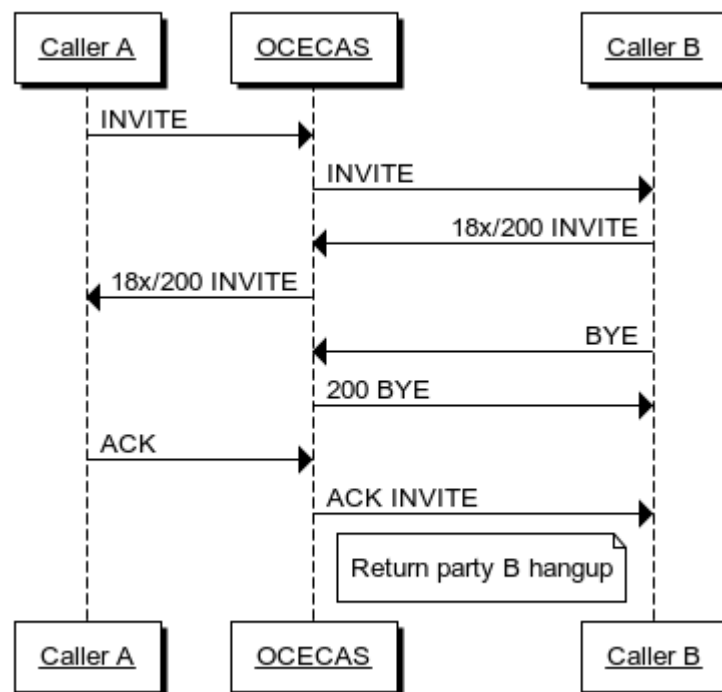 Caller A
OCECAS
Caller B
INVITE
INVITE
18x/200 INVITE
18x/200 INVITE
BYE
200 BYE
ACK
ACK INVITE
Return party B hangup
Caller A
OCECAS
Caller B